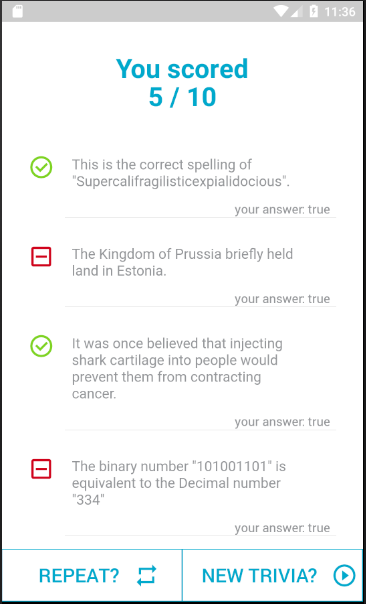 11:36
You scored
5 / 10
This is the correct spelling of
"Supercalifragilisticexpialidocious".
your answer: true
The Kingdom of Prussia briefly held
land in Estonia.
your answer: true
It was once believed that injecting
shark cartilage into people would
prevent them from contracting
cancer.
your answer: true
The binary number "101001101" is
equivalent to the Decimal number
"334"
your answer: true
REPEAT?
NEW TRIVIA?